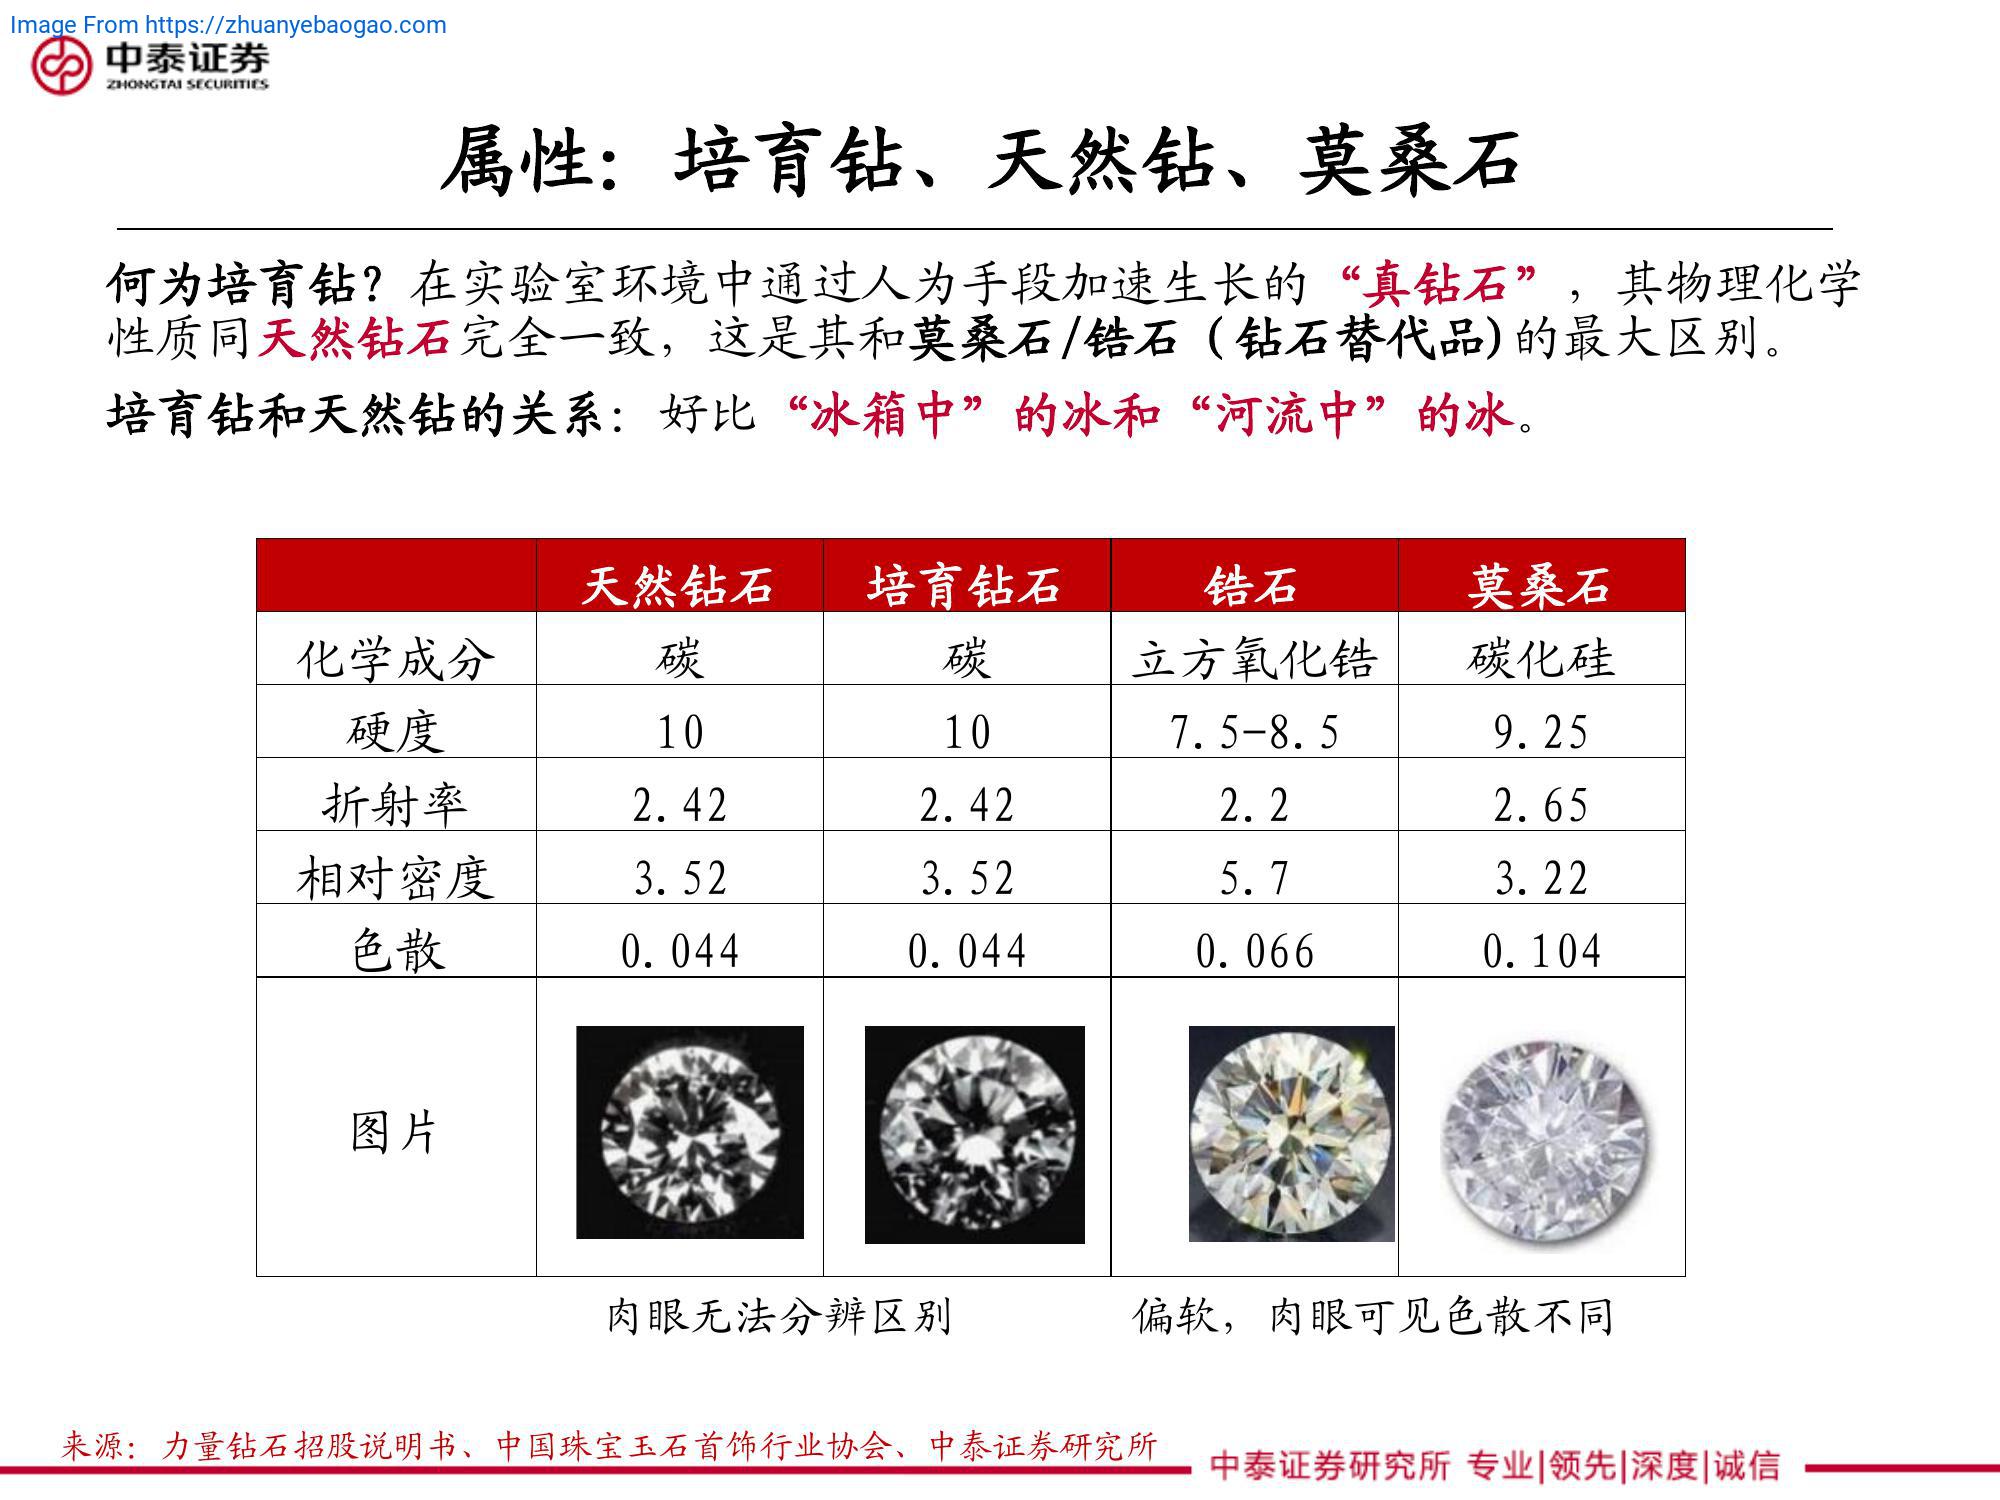 Image From https://zhuanyebaogao.com
中泰证券
ZHONGTAI SECURITIES
属性：培育钻、天然钻、莫桑石
何为培育钻？在实验室环境中通过人为手段加速生长的“真钻石”，其物理化学
性质同天然钻石完全一致，这是其和莫桑石/锆石（钻石替代品)的最大区别。
培育钻和天然钻的关系：好比“冰箱中”的冰和“河流中”的冰。
天然钻石 培育钻石 锆石 莫桑石
化学成分 碳 碳 立方氧化锆 碳化硅
硬度 10 10 7.5-8.5 9.25
折射率 2.42 2.42 2.2 2.65
相对密度 3.52 3.52 5.7 3.22
色散 0.044 0.044 0.066 0.104
图片
肉眼无法分辨区别 偏软，肉眼可见色散不同
来源：力量钻石招股说明书、中国珠宝玉石首饰行业协会、中泰证券研究所
中泰证券研究所 专业|领先|深度|诚信